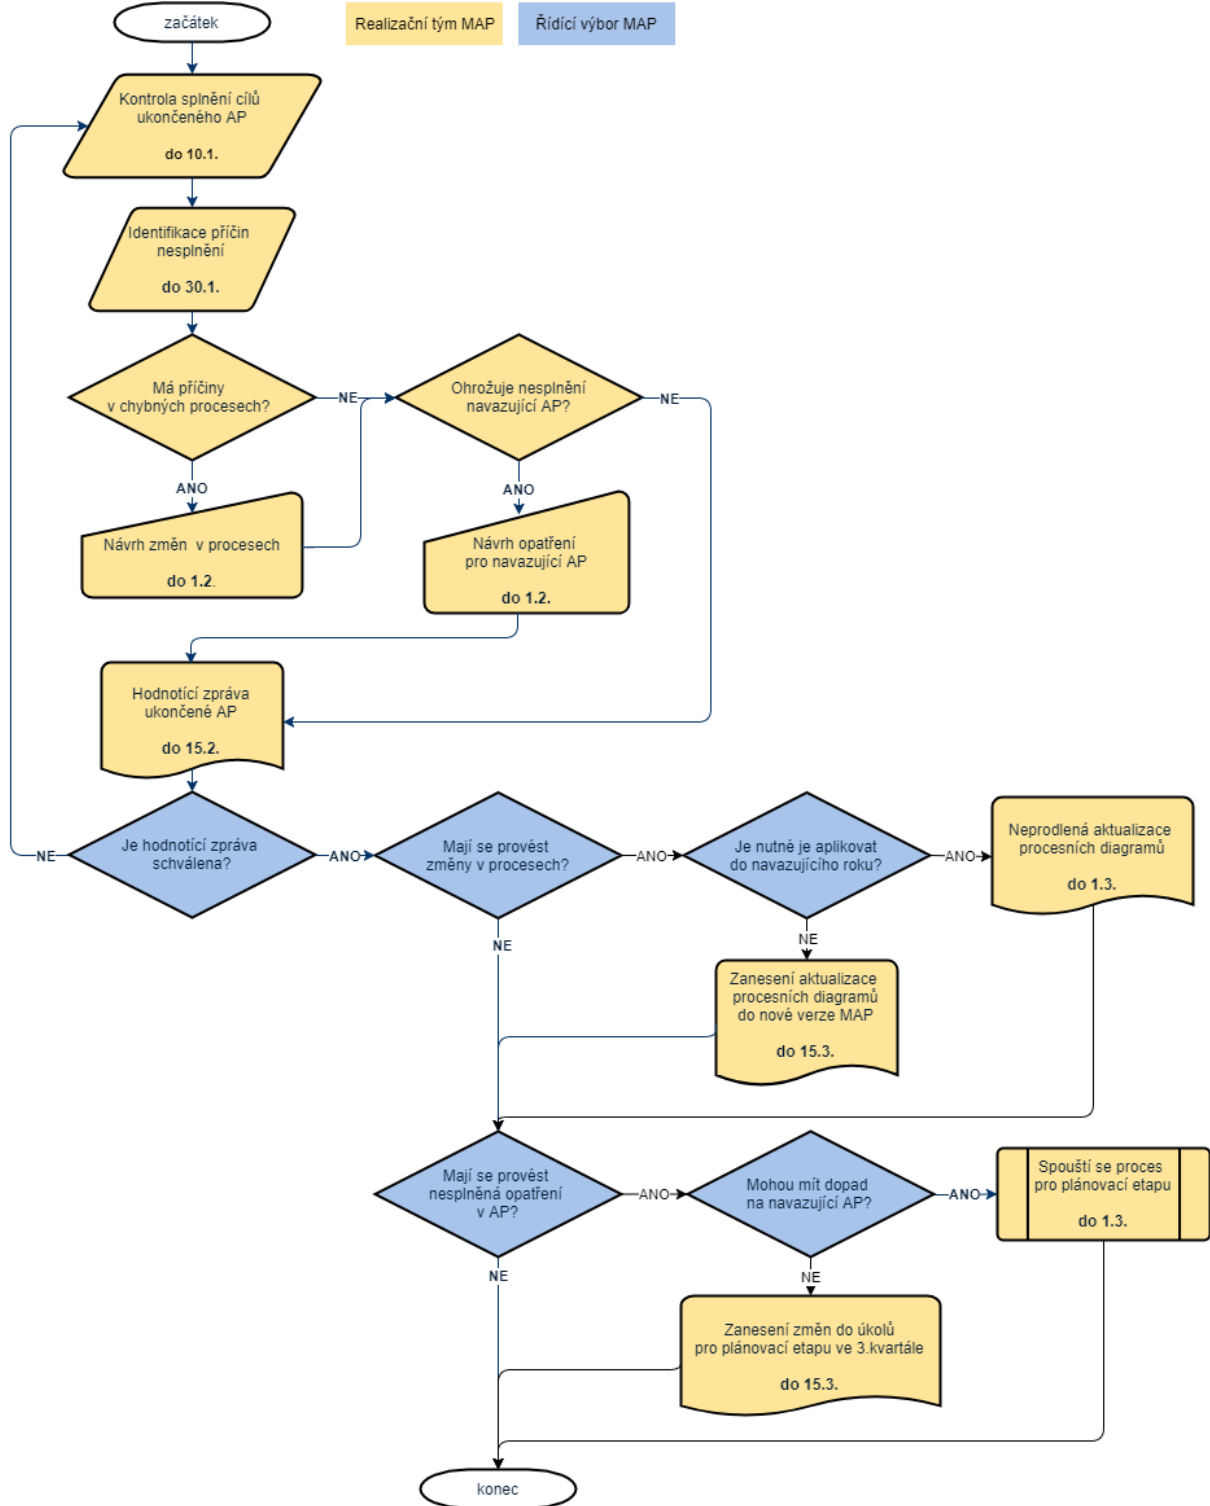 začátek
Realizační tým MAP
Řídící výbor MAP
Kontrola splnění cílů
ukončeného AP
do 10.1.
Identifikace příčin
nesplnění
do 30.1.
Má příčiny
v chybných procesech?
NE
Ohrožuje nesplnění
navazující AP?
NE
ANO
ANO
Návrh změn v procesech
do 1.2.
Návrh opatření
pro navazující AP
do 1.2.
Hodnotící zpráva
ukončené AP
do 15.2.
Je hodnotící zpráva
schválena?
NE
ANO
Mají se provést
změny v procesech?
ANO
Je nutné je aplikovat
do navazujícího roku?
ANO
Neprodlená aktualizace
procesních diagramů
do 1.3.
NE
NE
Zanesení aktualizace
procesních diagramů
do nové verze MAP
do 15.3.
Mají se provést
nesplněná opatření
v AP?
ANO
Mohou mít dopad
na navazující AP?
ANO
Spouští se proces
pro plánovací etapu
do 1.3.
NE
NE
Zanesení změn do úkolů
pro plánovací etapu ve 3.kvartále
do 15.3.
konec